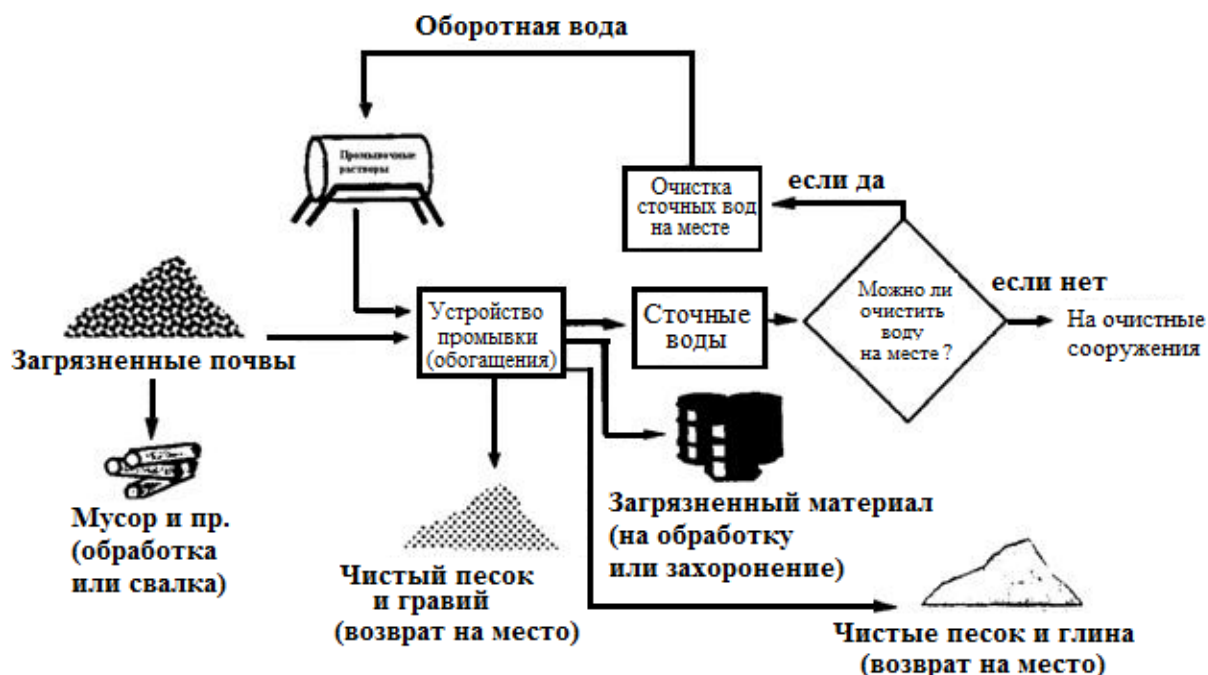 Оборотная вода
Промывочные
растворы
Очистка
сточных вод
на месте
если да
Загрязненные почвы
Устройство
промывки
(обогащения)
Сточные
воды
Можно ли
очистить
воду
на месте ?
если нет
На очистные
сооружения
Мусор и пр.
(обработка
или свалка)
Чистый песок
и гравий
(возврат на место)
Загрязненный материал
(на обработку
или захоронение)
Чистые песок и глина
(возврат на место)